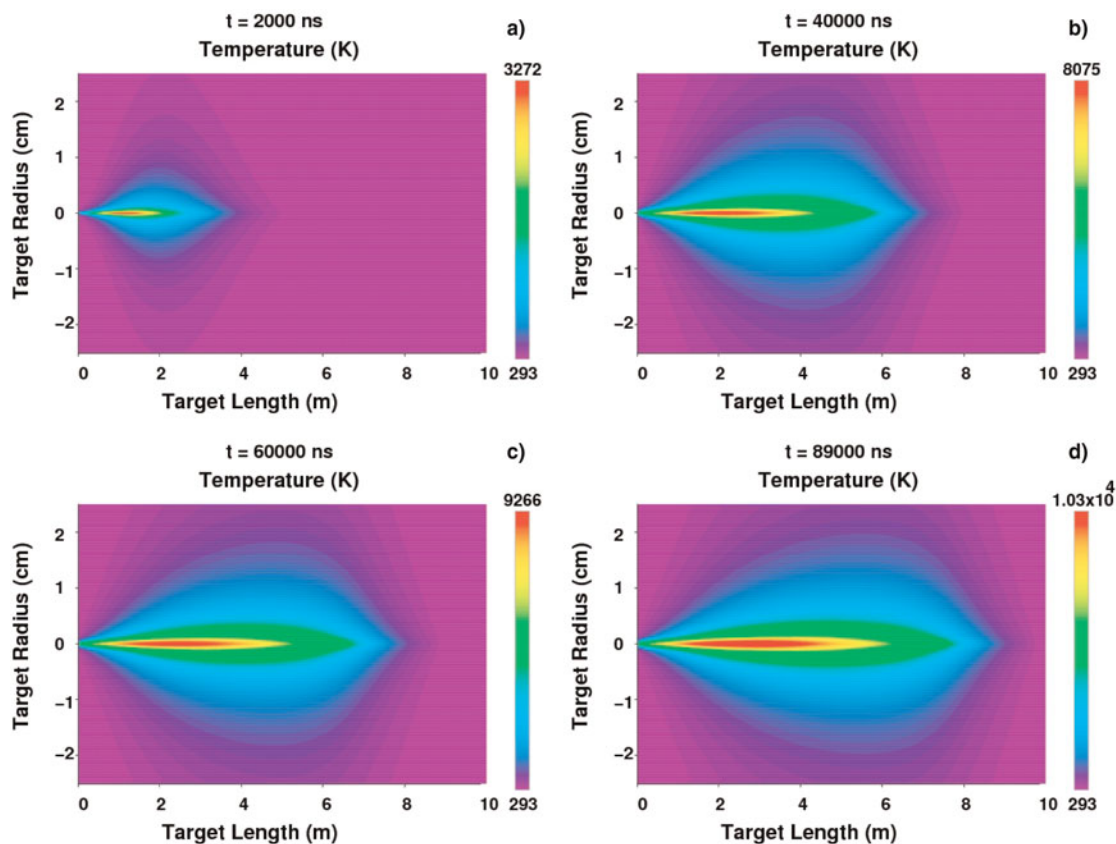 t = 2000 ns
a)
Temperature (K)
3272
Target Radius (cm)
2
1
0
−1
−2
293
0 2 4 6 8 10
Target Length (m)
t = 40000 ns
b)
Temperature (K)
8075
Target Radius (cm)
2
1
0
−1
−2
293
0 2 4 6 8 10
Target Length (m)
t = 60000 ns
c)
Temperature (K)
9266
Target Radius (cm)
2
1
0
−1
−2
293
0 2 4 6 8 10
Target Length (m)
t = 89000 ns
d)
Temperature (K)
1.03x10⁴
Target Radius (cm)
2
1
0
−1
−2
293
0 2 4 6 8 10
Target Length (m)